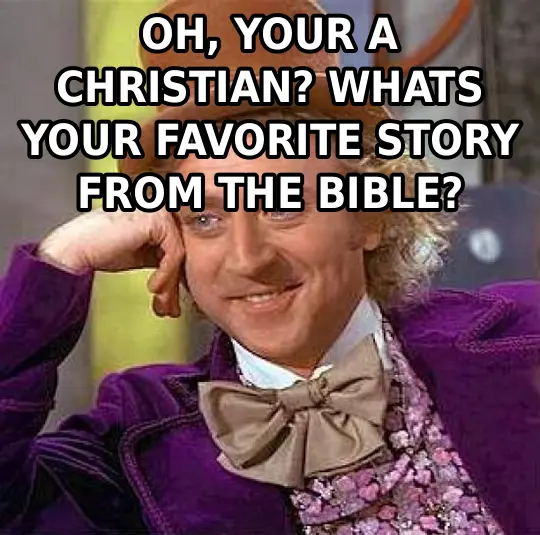 OH, YOUR A
CHRISTIAN? WHATS
YOUR FAVORITE STORY
FROM THE BIBLE?